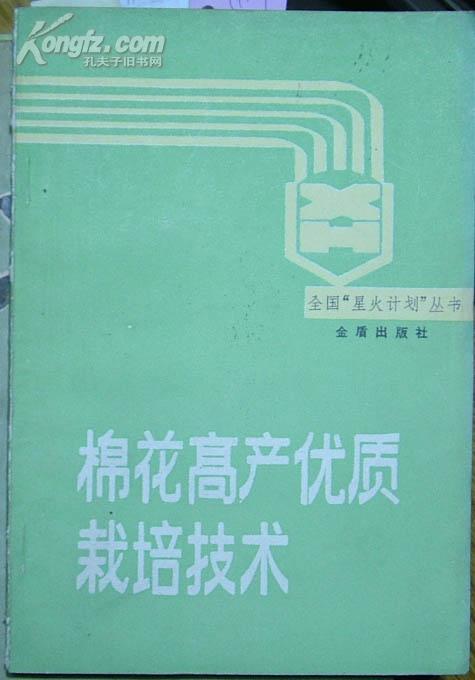 Kongfz.com
孔夫子旧书网
XH
全国“星火计划”丛书
金盾出版社
棉花高产优质
栽培技术